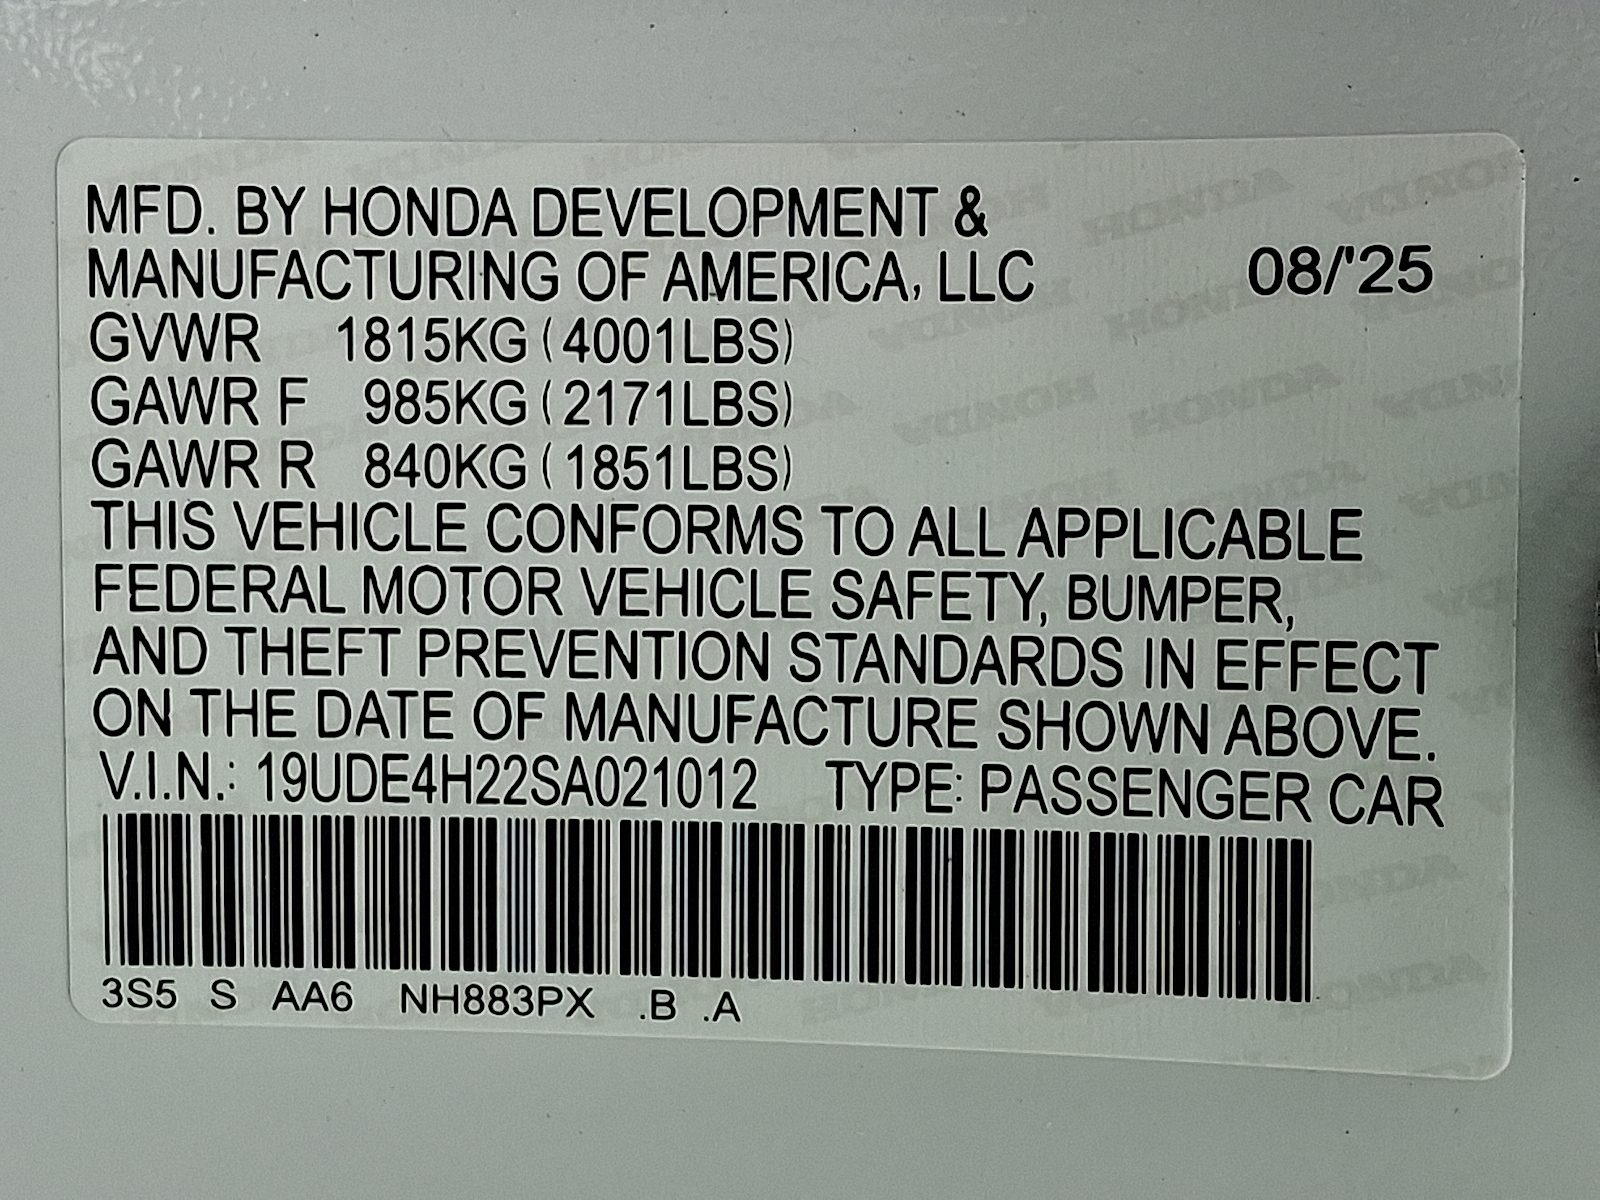 MFD. BY HONDA DEVELOPMENT &
MANUFACTURING OF AMERICA, LLC 08/'25
GVWR 1815KG (4001LBS)
GAWR F 985KG (2171LBS)
GAWR R 840KG (1851LBS)
THIS VEHICLE CONFORMS TO ALL APPLICABLE
FEDERAL MOTOR VEHICLE SAFETY, BUMPER,
AND THEFT PREVENTION STANDARDS IN EFFECT
ON THE DATE OF MANUFACTURE SHOWN ABOVE.
V.I.N.: 19UDE4H22SA021012 TYPE: PASSENGER CAR
3S5 S AA6 NH883PX .B .A